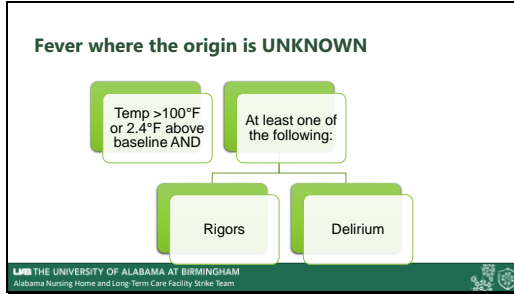 Fever where the origin is UNKNOWN
Temp >100°F
or 2.4°F above
baseline AND
At least one of
the following:
Rigors
Delirium
UAB THE UNIVERSITY OF ALABAMA AT BIRMINGHAM
Alabama Nursing Home and Long-Term Care Facility Strike Team